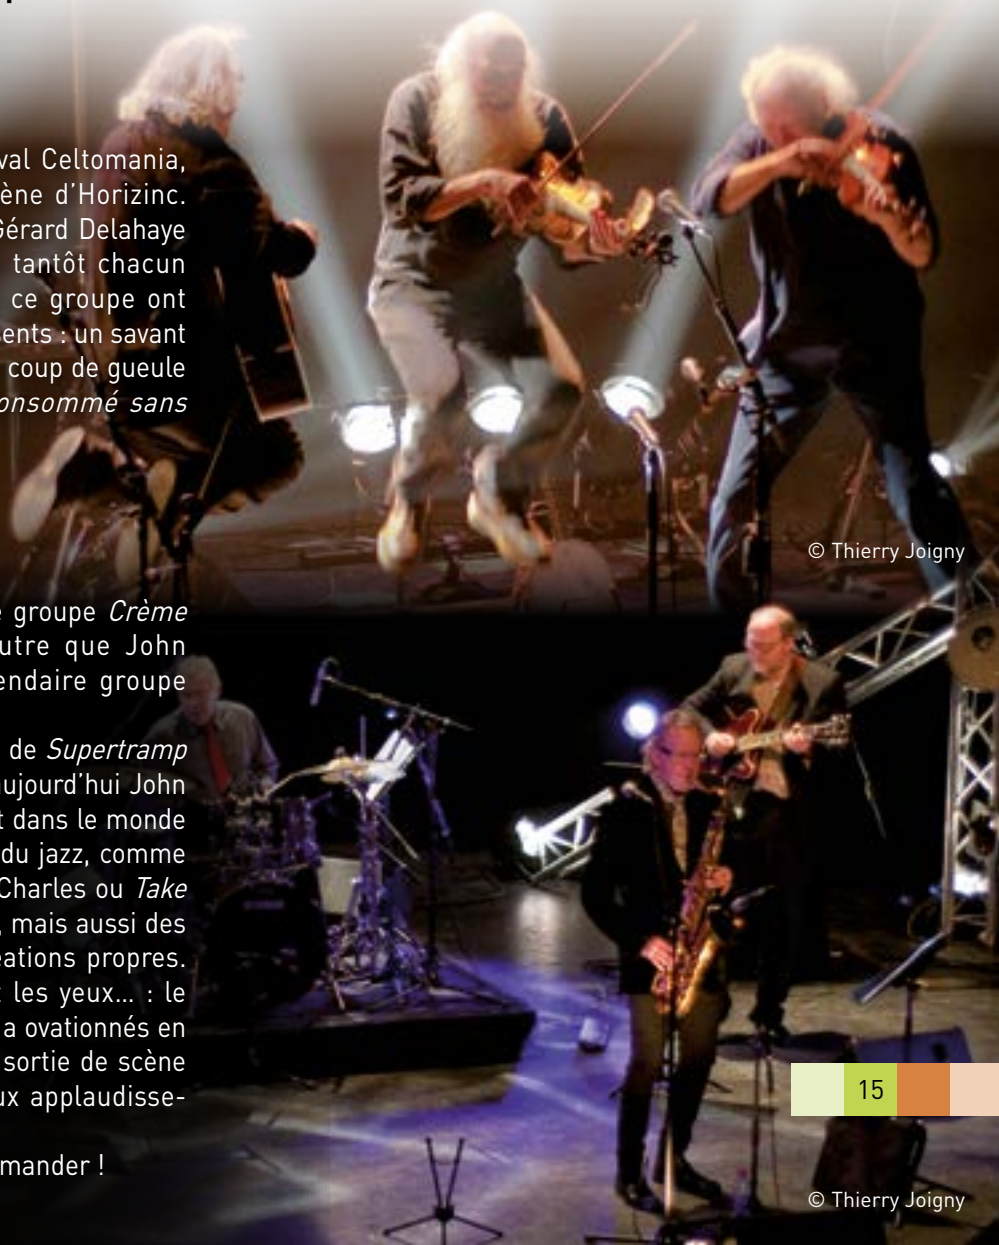 val Celtomania,
ène d’Horizinc.
Gérard Delahaye
tantôt chacun
ce groupe ont
ents : un savant
coup de gueule
onsommé sans
© Thierry Joigny
groupe Crème
utre que John
endaire groupe
de Supertramp
aujourd’hui John
t dans le monde
du jazz, comme
Charles ou Take
, mais aussi des
éations propres.
t les yeux... : le
a ovationnés en
sortie de scène
ux applaudisse-
mander !
15
© Thierry Joigny